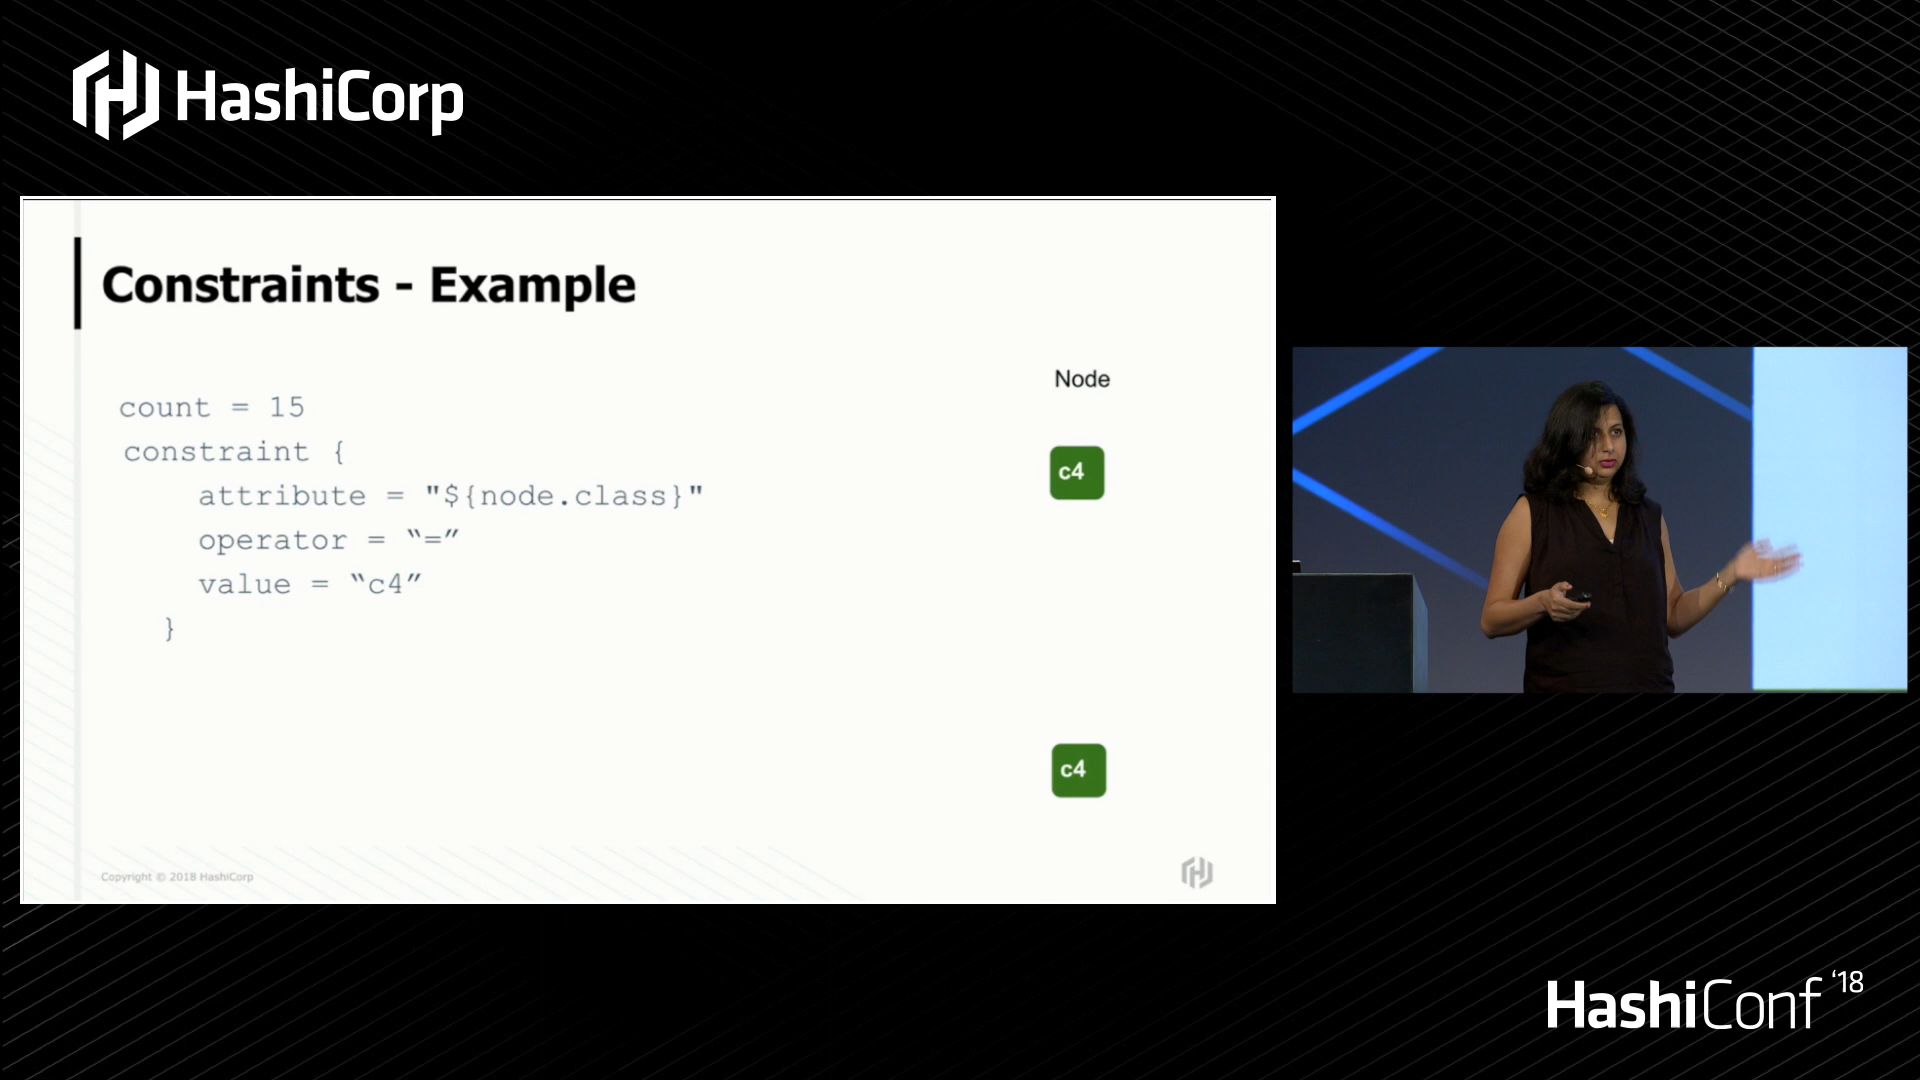 HashiCorp
Constraints - Example
Node
count = 15
constraint {
attribute = "${node.class}"
operator = “=”
value = “c4”
}
c4
c4
Copyright © 2018 HashiCorp
HashiConf ‘18